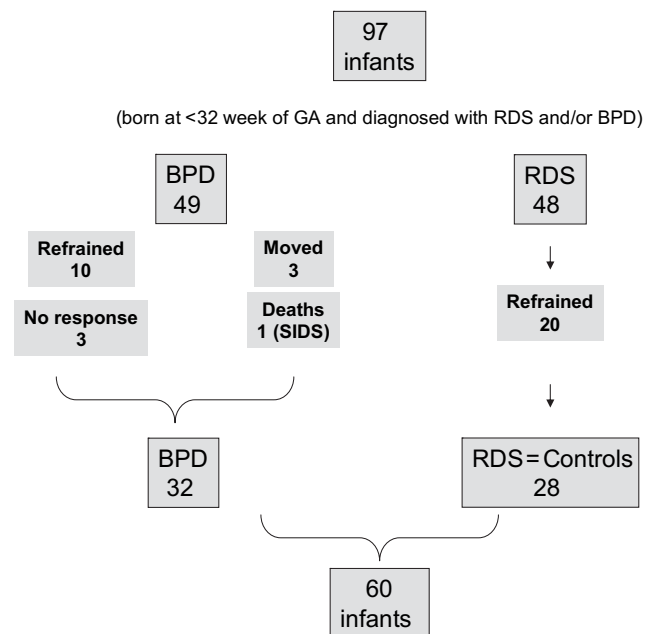 97
infants
(born at <32 week of GA and diagnosed with RDS and/or BPD)
BPD
49
RDS
48
Refrained
10
Moved
3
No response
3
Deaths
1 (SIDS)
Refrained
20
BPD
32
RDS=Controls
28
60
infants